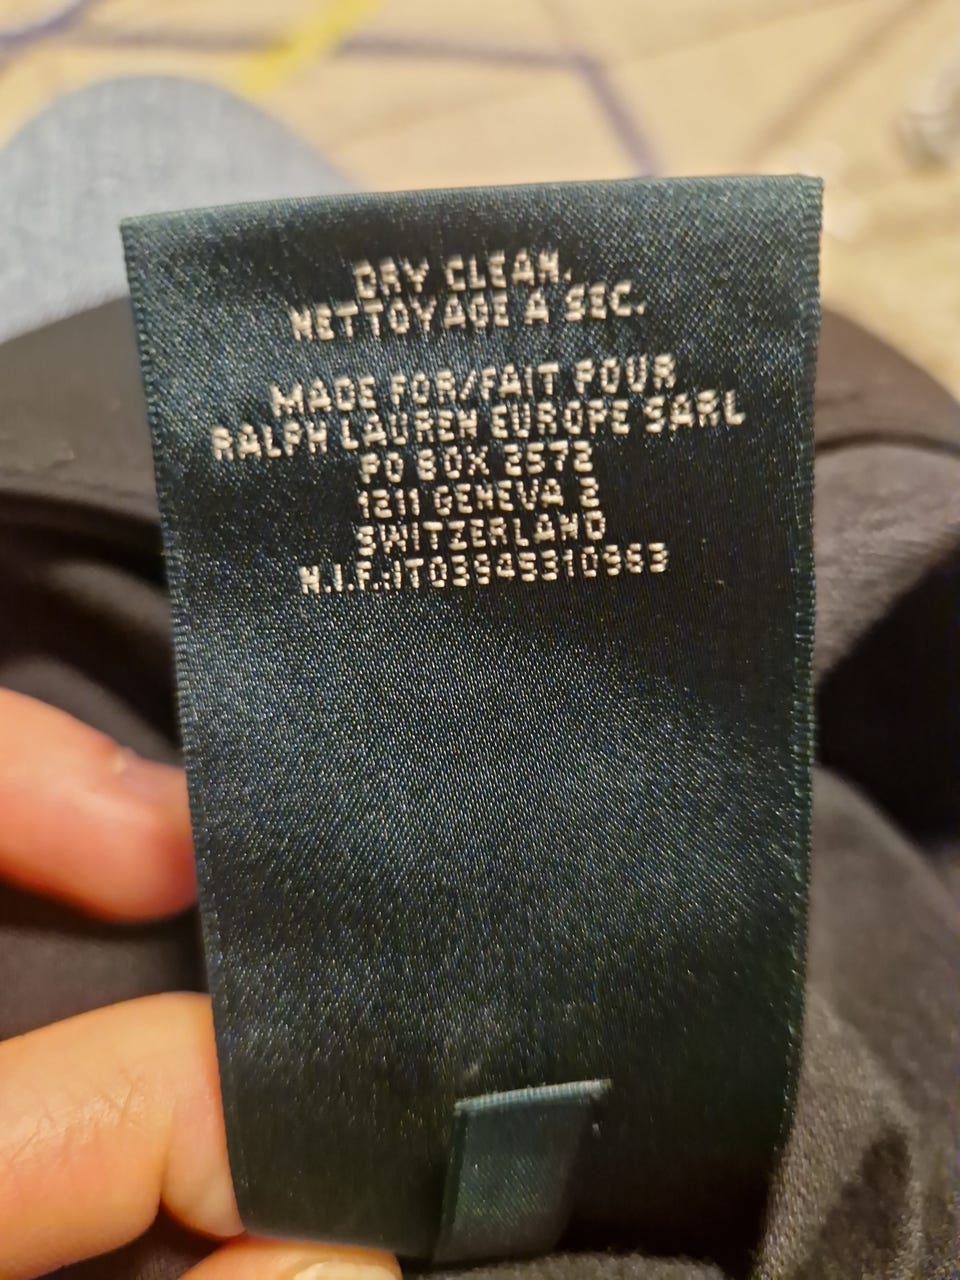 DRY CLEAN.
NETTOYAGE A SEC.
MADE FOR/FAIT POUR
RALPH LAUREN EUROPE SARL
PO BOX 2572
1211 GENEVA 2
SWITZERLAND
N.I.F.:IT03645310963